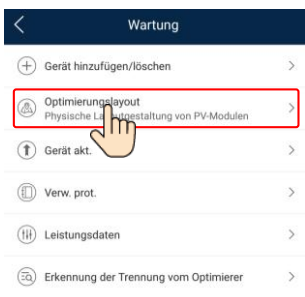 Wartung
Gerät hinzufügen/löschen
Optimierungslayout
Physische gestaltung von PV-Modulen
Gerät akt.
Verw. prot.
Leistungsdaten
Erkennung der Trennung vom Optimierer